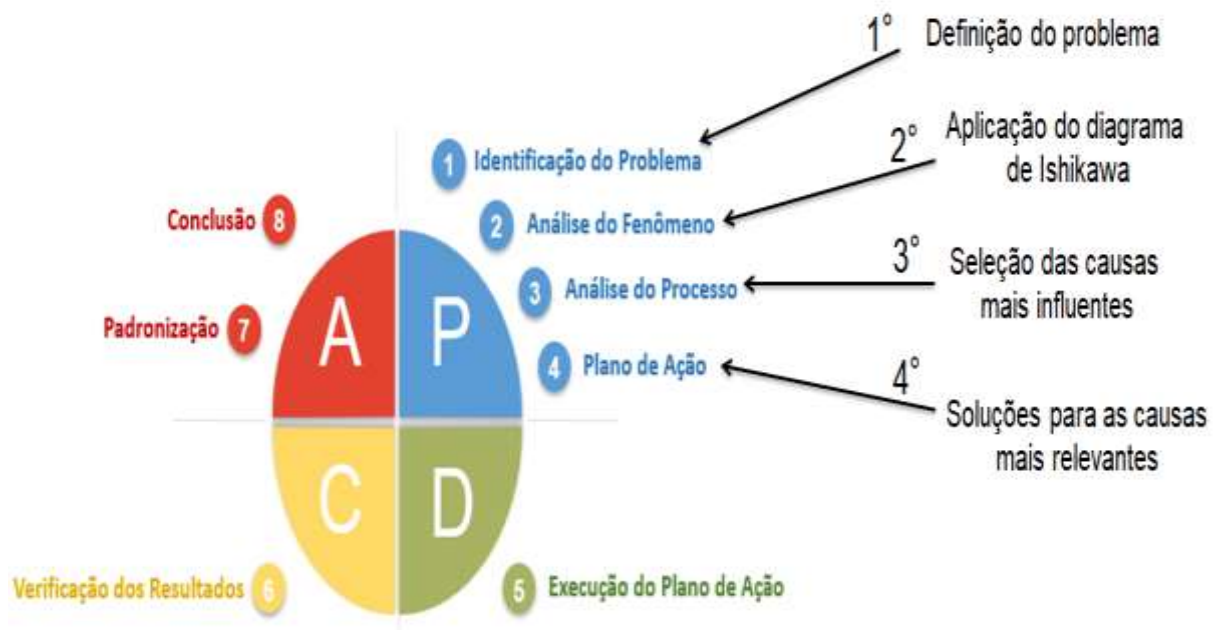 1° Definição do problema
2° Aplicação do diagrama
de Ishikawa
3° Seleção das causas
mais influentes
4° Soluções para as causas
mais relevantes
1 Identificação do Problema
2 Análise do Fenômeno
3 Análise do Processo
4 Plano de Ação
Conclusão 8
Padronização 7
A P
C D
Verificação dos Resultados 6
5 Execução do Plano de Ação